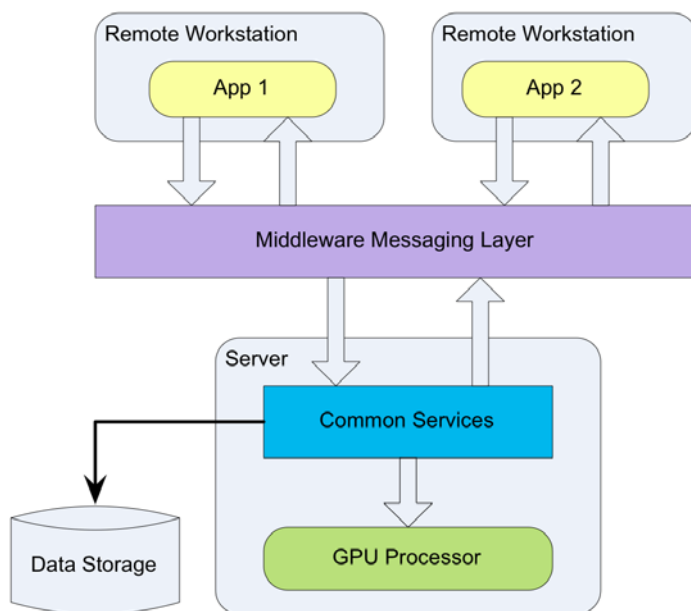 Remote Workstation
Remote Workstation
App 1
App 2
Middleware Messaging Layer
Server
Common Services
Data Storage
GPU Processor